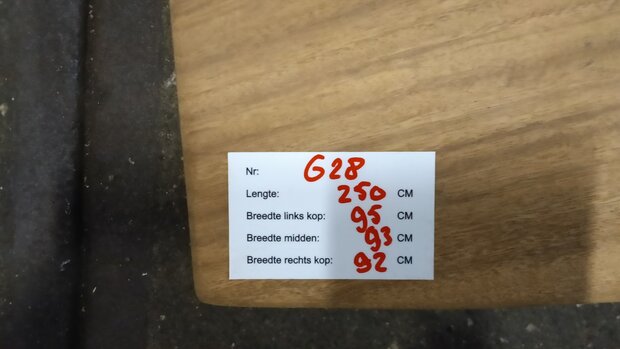 Nr: G28
Lengte: 250 CM
Breedte links kop: 95 CM
Breedte midden: 93 CM
Breedte rechts kop: 92 CM